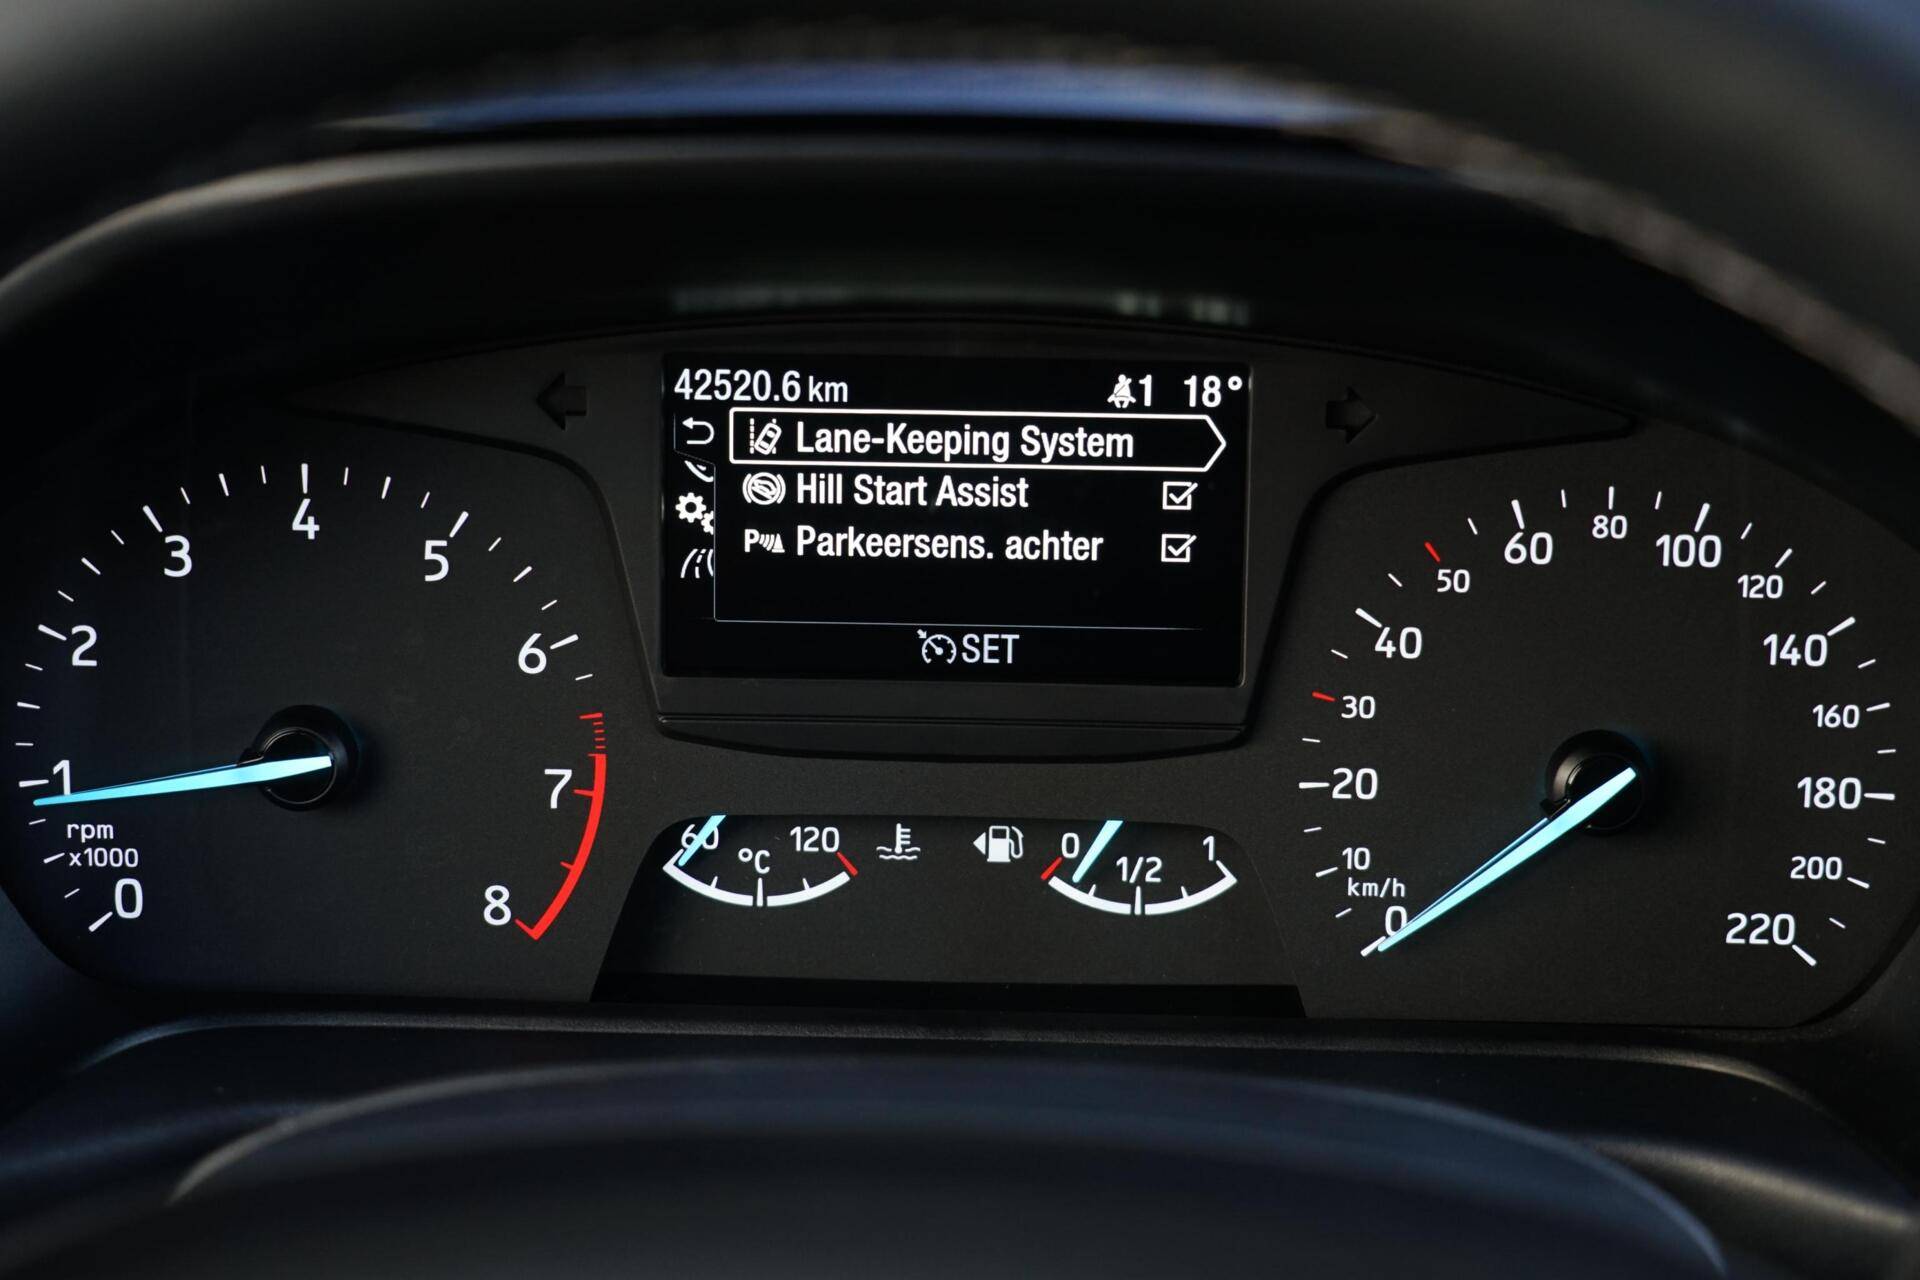 42520.6 km 1 18°
Lane-Keeping System
Hill Start Assist
P Parkeersens. achter
SET
0 1 2 3 4 5 6 7 8
rpm
x1000
60 °C 120
0 1/2 1
0 10 20 30 40 50 60 80 100 120 140 160 180 200 220
km/h